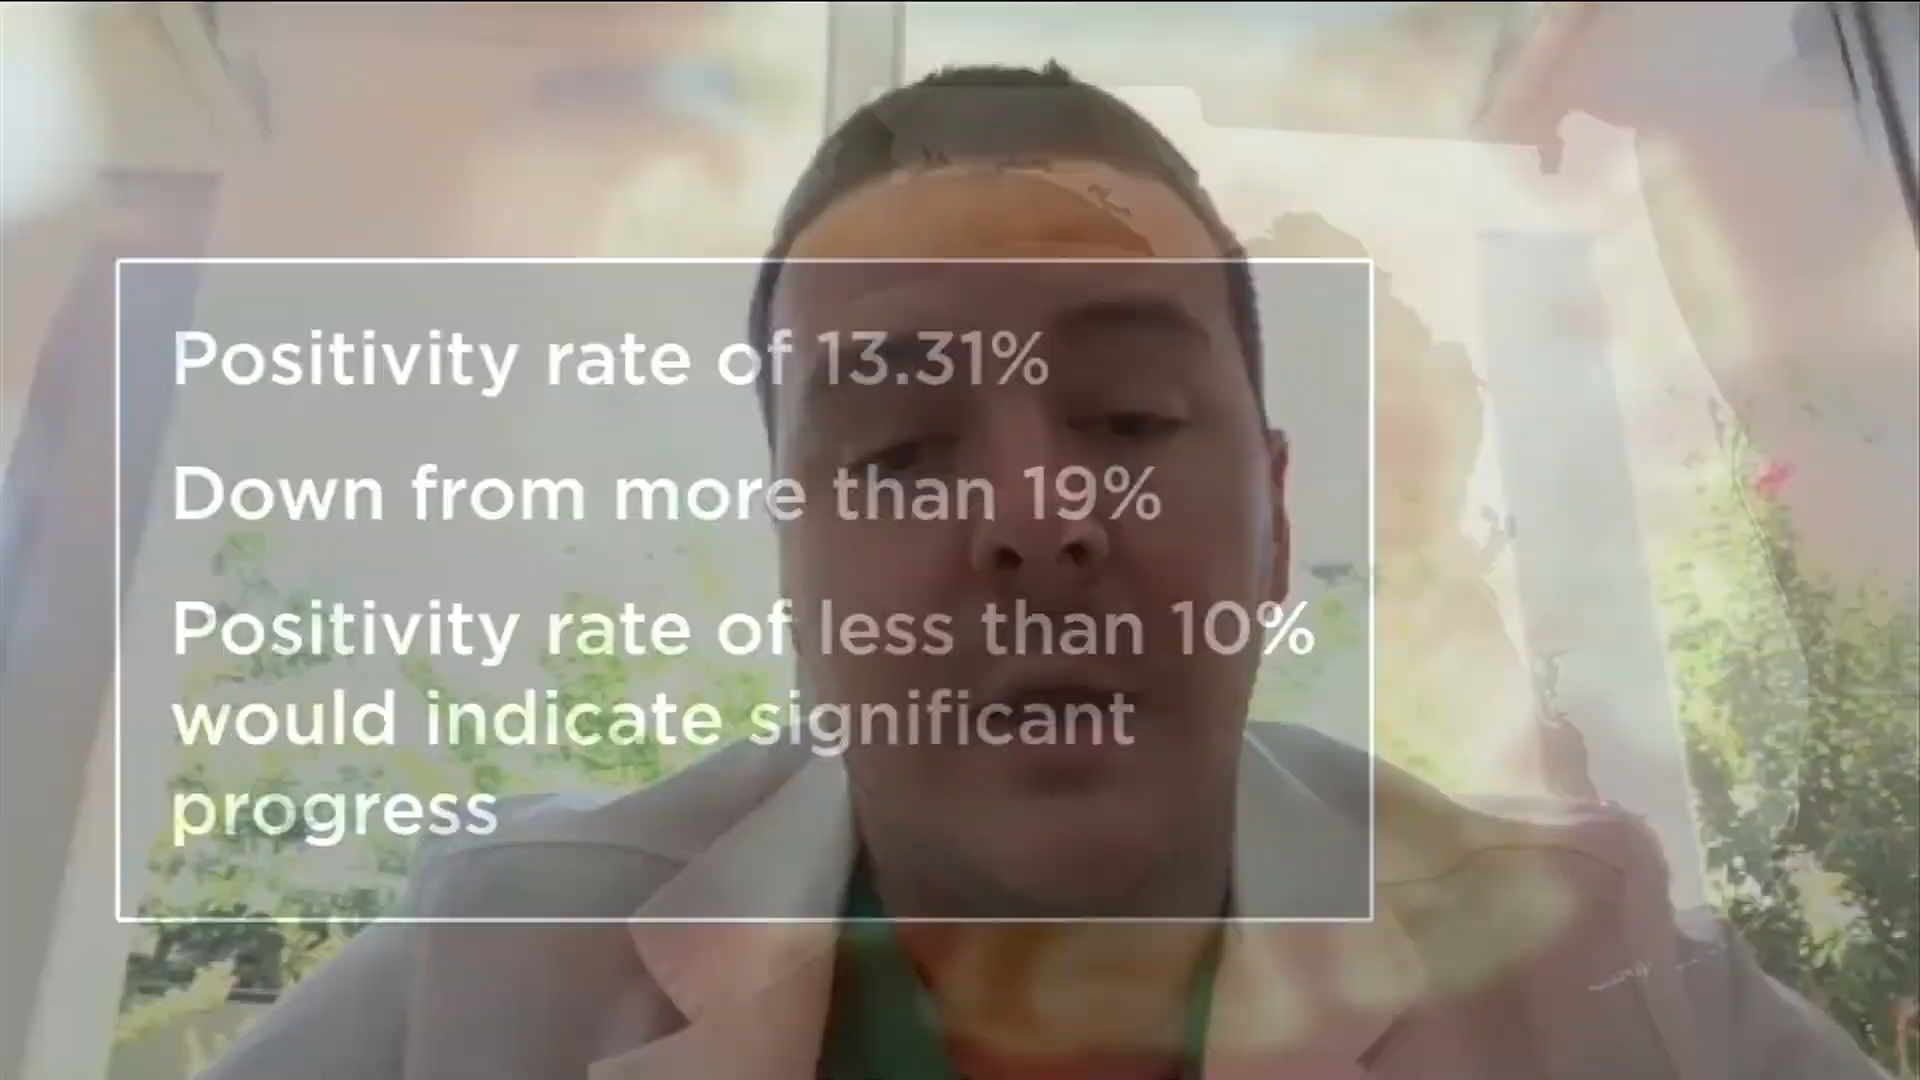 Positivity rate of 13.31%
Down from more than 19%
Positivity rate of less than 10%
would indicate significant
progress